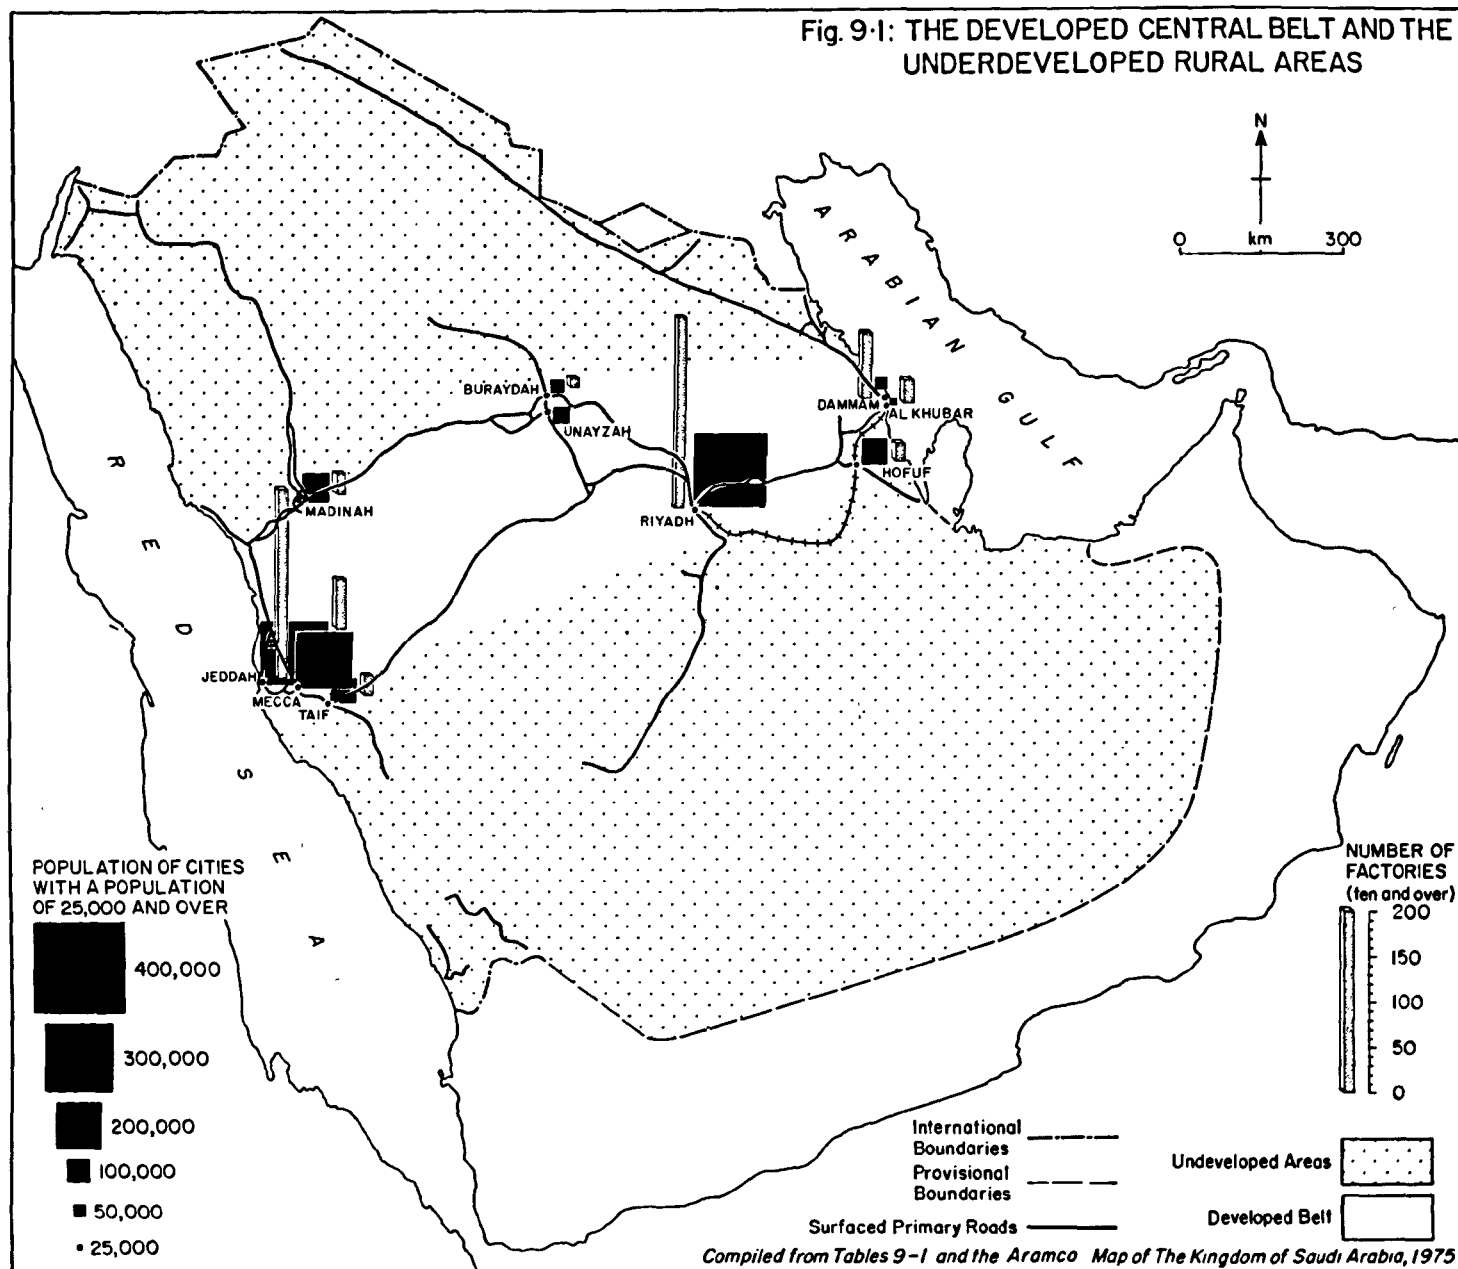 Fig. 9·1: THE DEVELOPED CENTRAL BELT AND THE
UNDERDEVELOPED RURAL AREAS
N
0 km 300
ARABIAN GULF
BURAYDAH
UNAYZAH
DAMMAM
AL KHUBAR
HOFUF
MADINAH
RIYADH
JEDDAH
MECCA
TAIF
RED SEA
POPULATION OF CITIES
WITH A POPULATION
OF 25,000 AND OVER
400,000
300,000
200,000
100,000
50,000
25,000
NUMBER OF
FACTORIES
(ten and over)
200
150
100
50
0
International
Boundaries
Provisional
Boundaries
Surfaced Primary Roads
Undeveloped Areas
Developed Belt
Compiled from Tables 9-1 and the Aramco Map of The Kingdom of Saudi Arabia, 1975